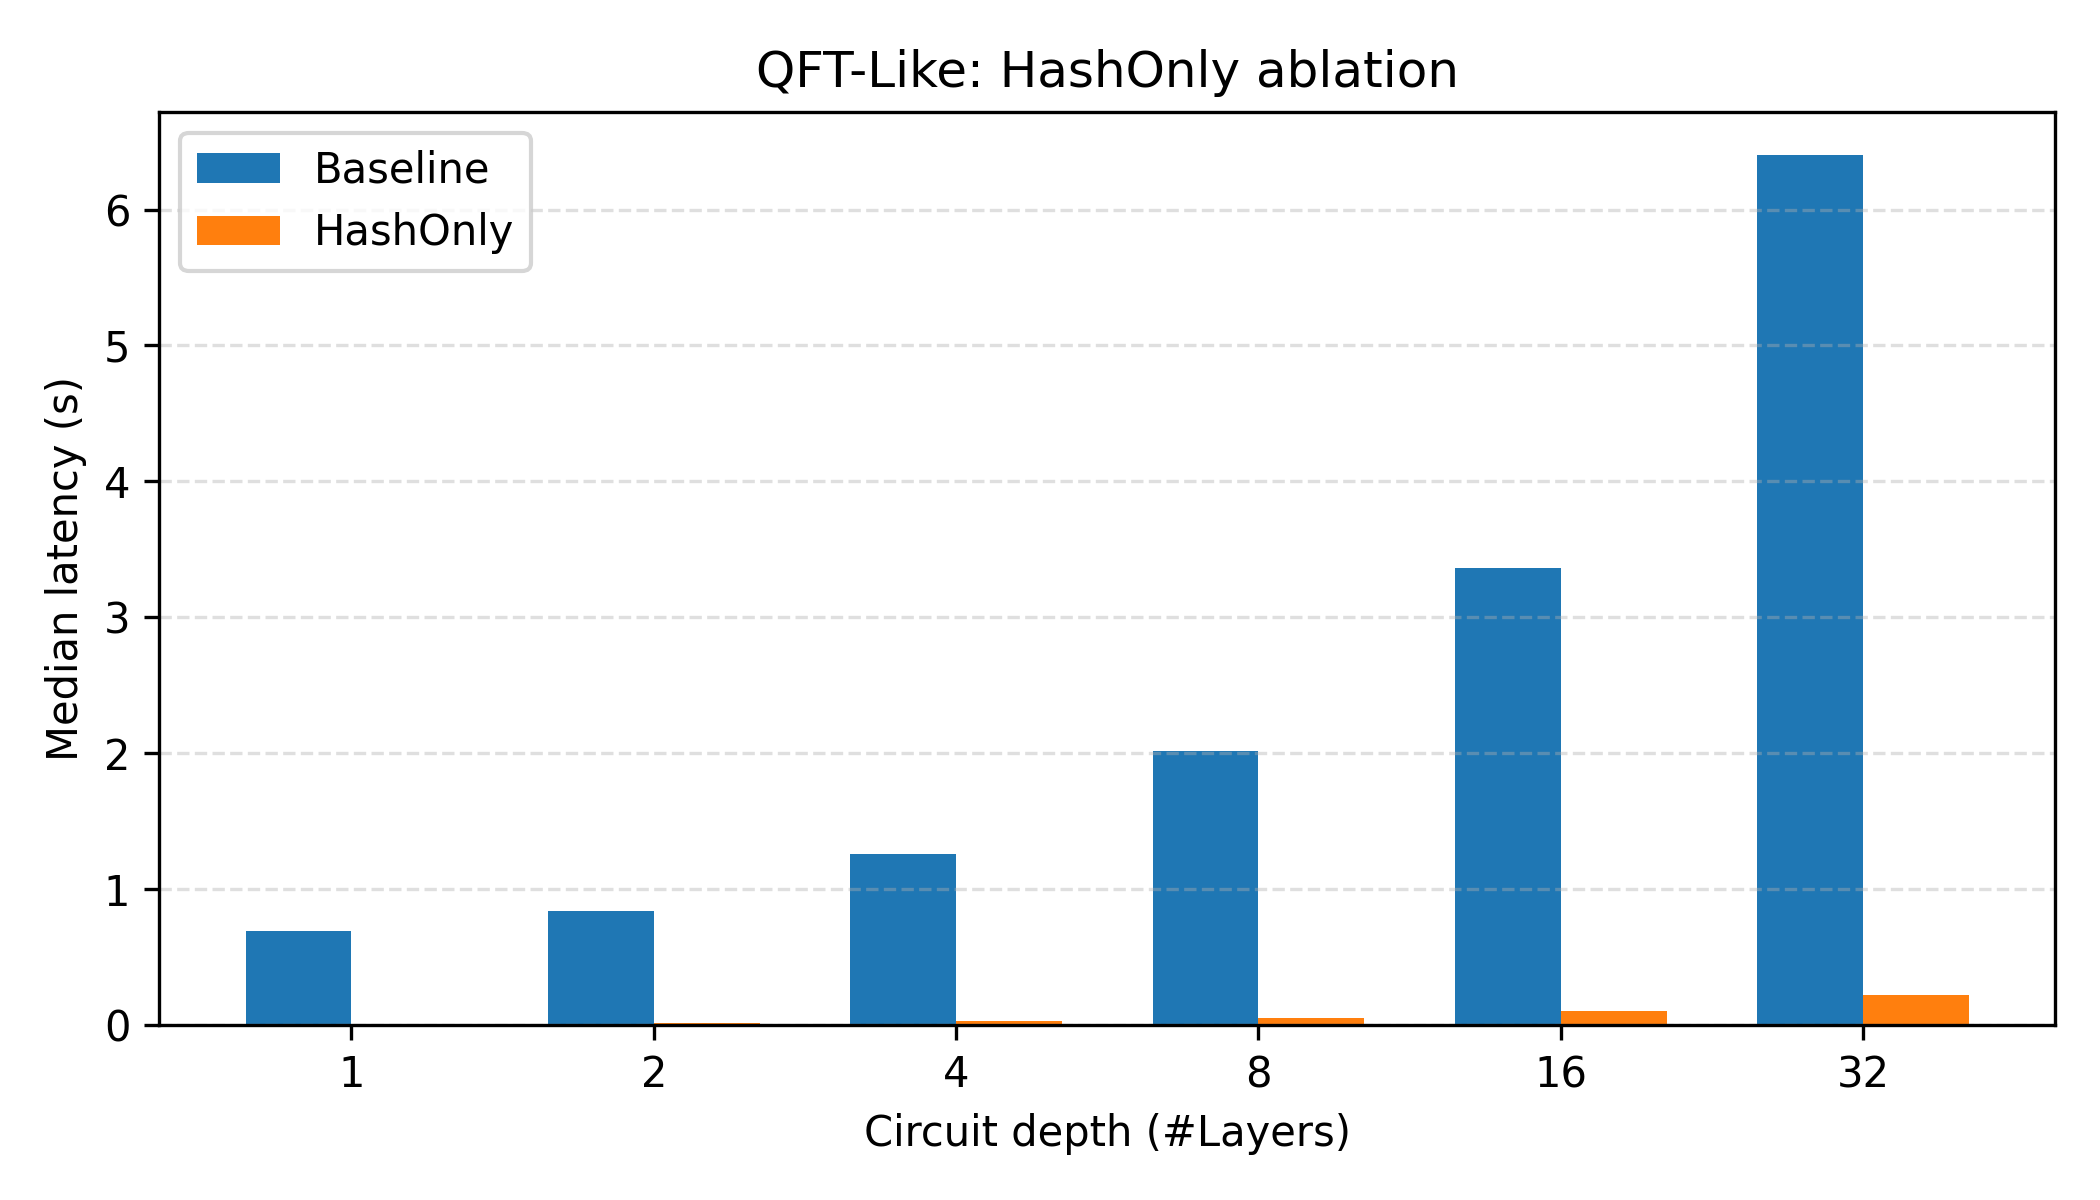 QFT-Like: HashOnly ablation
Baseline
HashOnly
Median latency (s)
6
5
4
3
2
1
0
1 2 4 8 16 32
Circuit depth (#Layers)